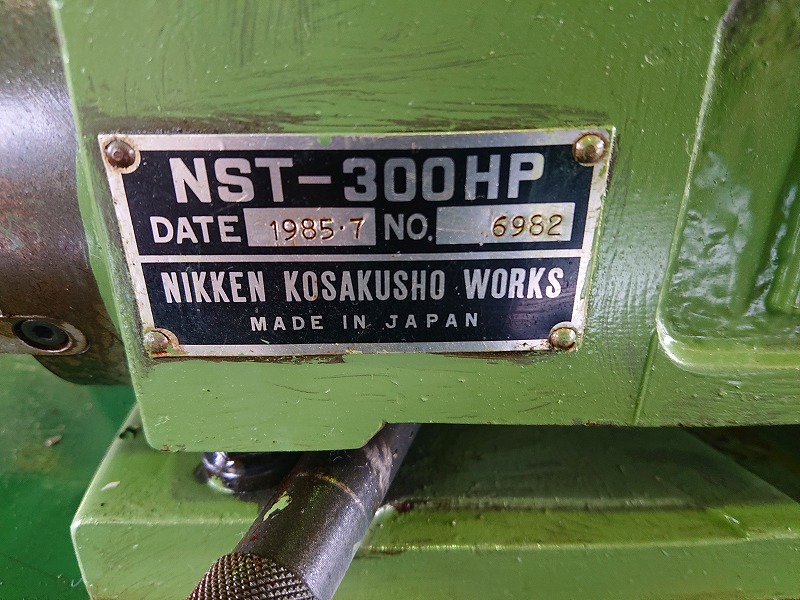 NST-300HP
DATE 1985·7 NO. 6982
NIKKEN KOSAKUSHO WORKS
MADE IN JAPAN